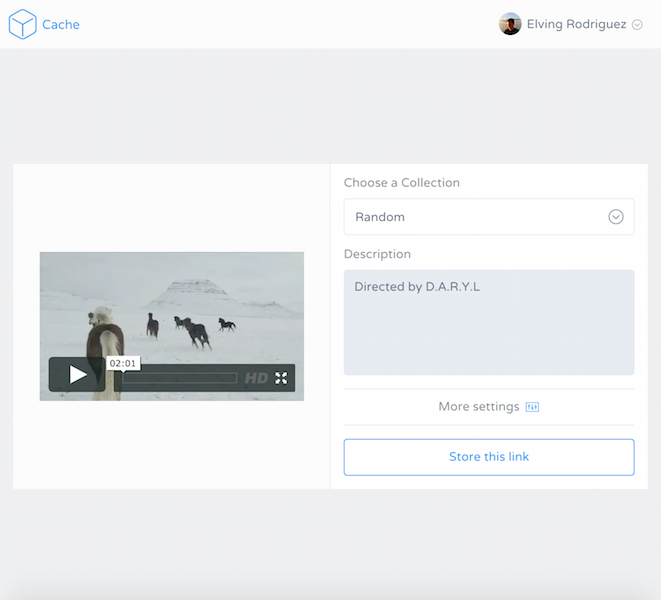 Cache
Elving Rodriguez
Choose a Collection
Random
Description
Directed by D.A.R.Y.L
02:01
HD
More settings
Store this link